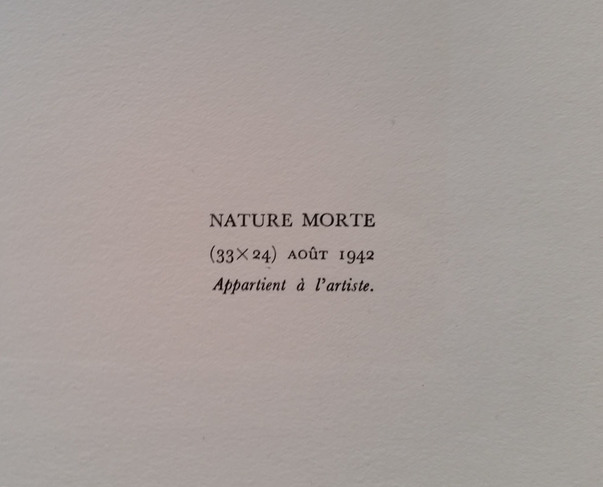 NATURE MORTE
(33×24) AOÛT 1942
Appartient à l'artiste.